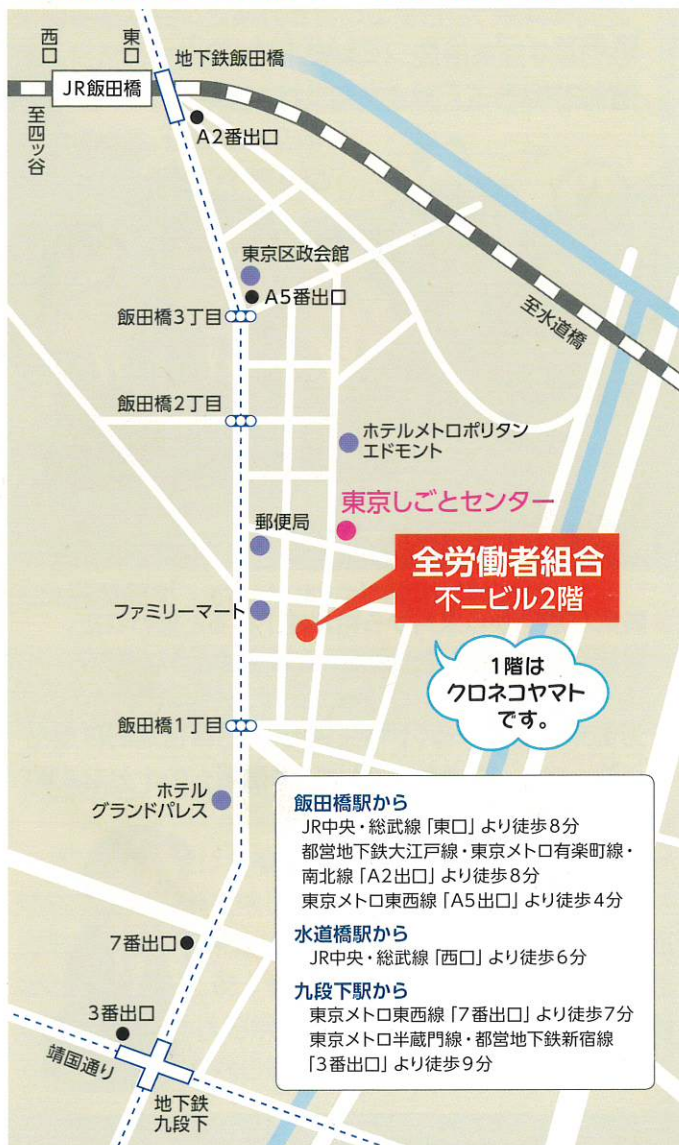 西口
東口
地下鉄飯田橋
JR飯田橋
至四ッ谷
A2番出口
東京区政会館
A5番出口
飯田橋3丁目
至水道橋
飯田橋2丁目
ホテルメトロポリタン
エドモント
東京しごとセンター
郵便局
全労働者組合
不二ビル2階
ファミリーマート
1階は
クロネコヤマト
です。
飯田橋1丁目
ホテル
グランドパレス
飯田橋駅から
JR中央・総武線「東口」より徒歩8分
都営地下鉄大江戸線・東京メトロ有楽町線・
南北線「A2出口」より徒歩8分
東京メトロ東西線「A5出口」より徒歩4分
水道橋駅から
JR中央・総武線「西口」より徒歩6分
九段下駅から
東京メトロ東西線「7番出口」より徒歩7分
東京メトロ半蔵門線・都営地下鉄新宿線
「3番出口」より徒歩9分
7番出口
3番出口
靖国通り
地下鉄
九段下